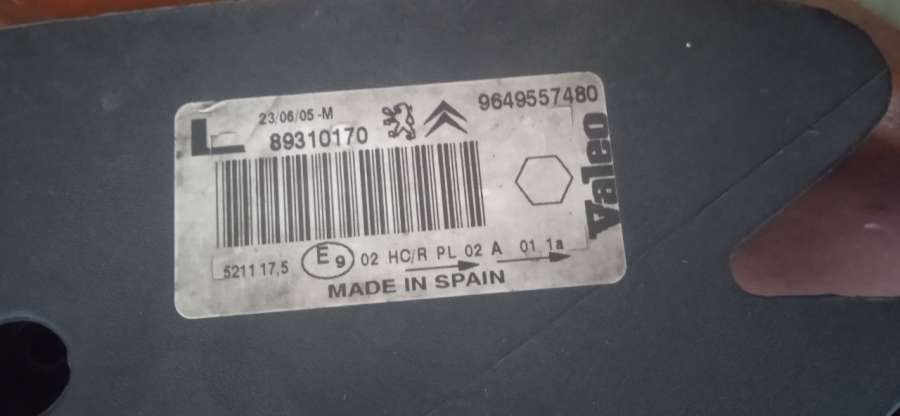 L
23/06/05 -M
89310170
9649557480
Valeo
5211 17,5
E9 02 HC/R PL 02 A 01 1a
MADE IN SPAIN